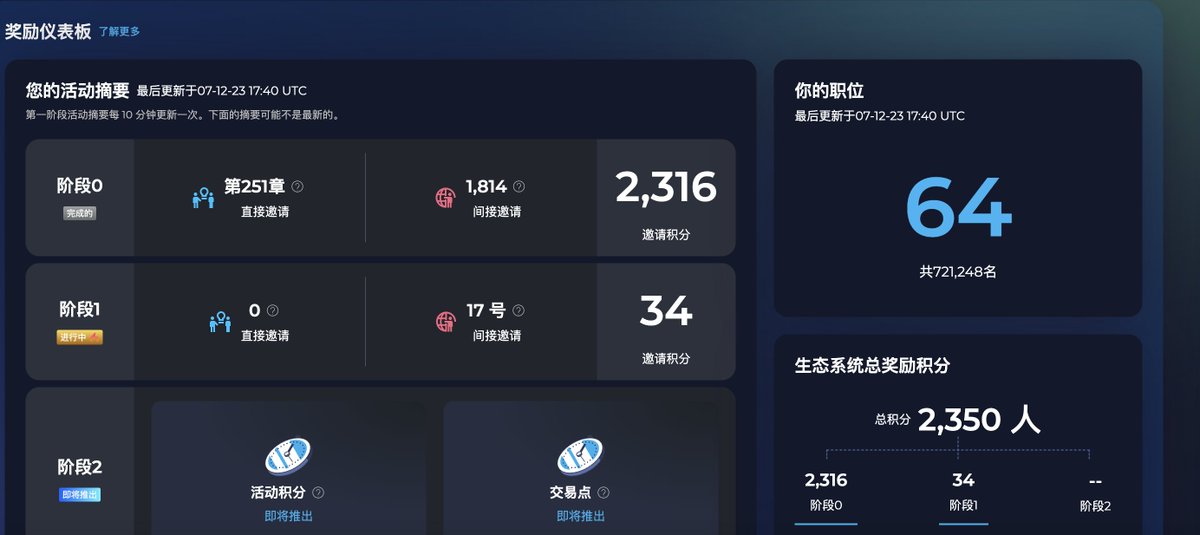 奖励仪表板 了解更多
您的活动摘要 最后更新于07-12-23 17:40 UTC
第一阶段活动摘要每 10 分钟更新一次。下面的摘要可能不是最新的。
阶段0
完成的
第251章
直接邀请
1,814
间接邀请
2,316
邀请积分
阶段1
进行中
0
直接邀请
17 号
间接邀请
34
邀请积分
阶段2
即将推出
活动积分
即将推出
交易点
即将推出
你的职位
最后更新于07-12-23 17:40 UTC
64
共721,248名
生态系统总奖励积分
总积分 2,350 人
2,316
阶段0
34
阶段1
--
阶段2